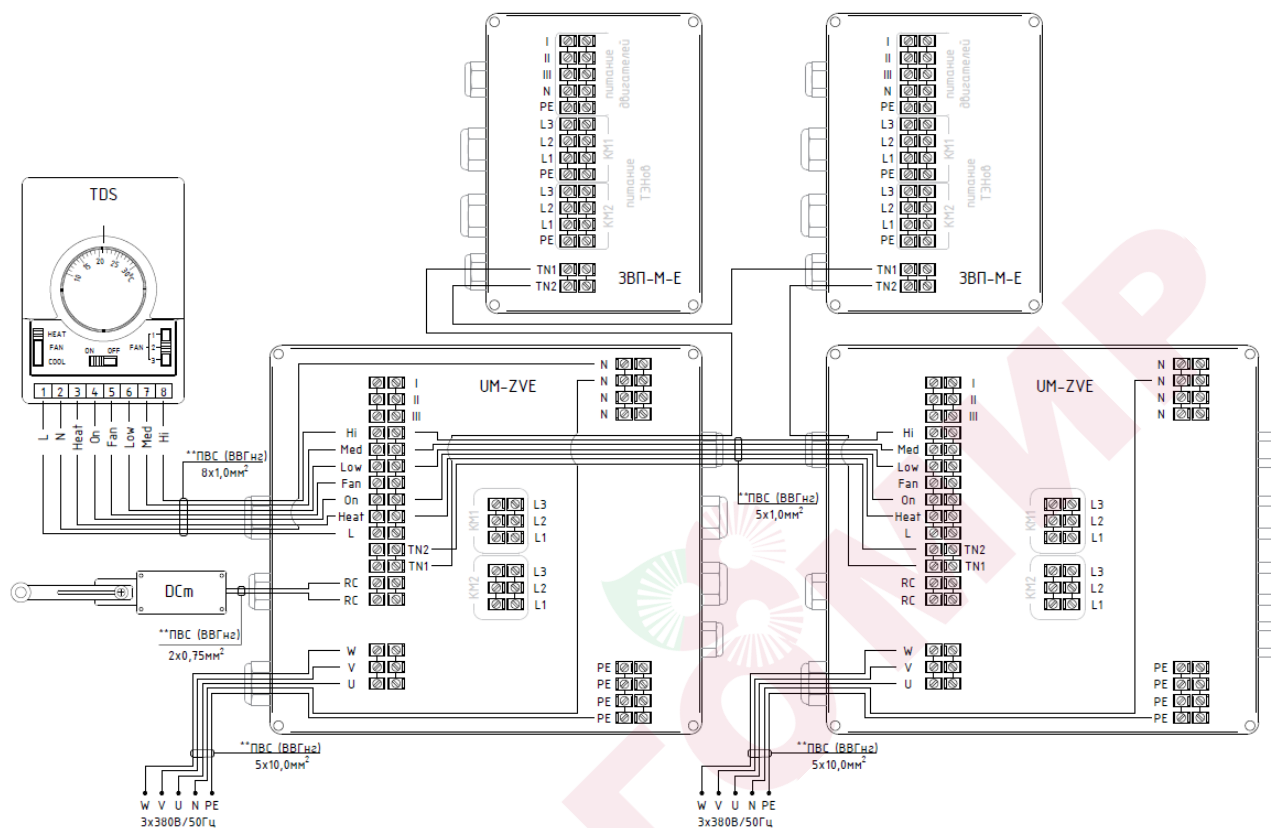 I
II
III
N
PE
L3
L2
L1
PE
L3
L2
L1
PE
TN1
TN2
питание
двигателей
КМ1
питание
ТЭНов
КМ2
ЗВП-М-Е
I
II
III
N
PE
L3
L2
L1
PE
L3
L2
L1
PE
TN1
TN2
питание
двигателей
КМ1
питание
ТЭНов
КМ2
ЗВП-М-Е
TDS
10 15 20 25 30°C
HEAT
FAN
COOL
ON OFF
FAN
1
2
3
1 2 3 4 5 6 7 8
L
N
Heat
On
Fan
Low
Med
Hi
**ПВС (ВВГнг)
8х1,0мм²
UM-ZVE
I
II
III
Hi
Med
Low
Fan
On
Heat
L
TN2
TN1
RC
RC
W
V
U
N
N
N
N
КМ1
L3
L2
L1
КМ2
L3
L2
L1
PE
PE
PE
PE
DCm
**ПВС (ВВГнг)
2х0,75мм²
**ПВС (ВВГнг)
5х10,0мм²
W V U N PE
3х380В/50Гц
**ПВС (ВВГнг)
5х1,0мм²
UM-ZVE
I
II
III
Hi
Med
Low
Fan
On
Heat
L
TN2
TN1
RC
RC
W
V
U
N
N
N
N
КМ1
L3
L2
L1
КМ2
L3
L2
L1
PE
PE
PE
PE
**ПВС (ВВГнг)
5х10,0мм²
W V U N PE
3х380В/50Гц
ГОМИР